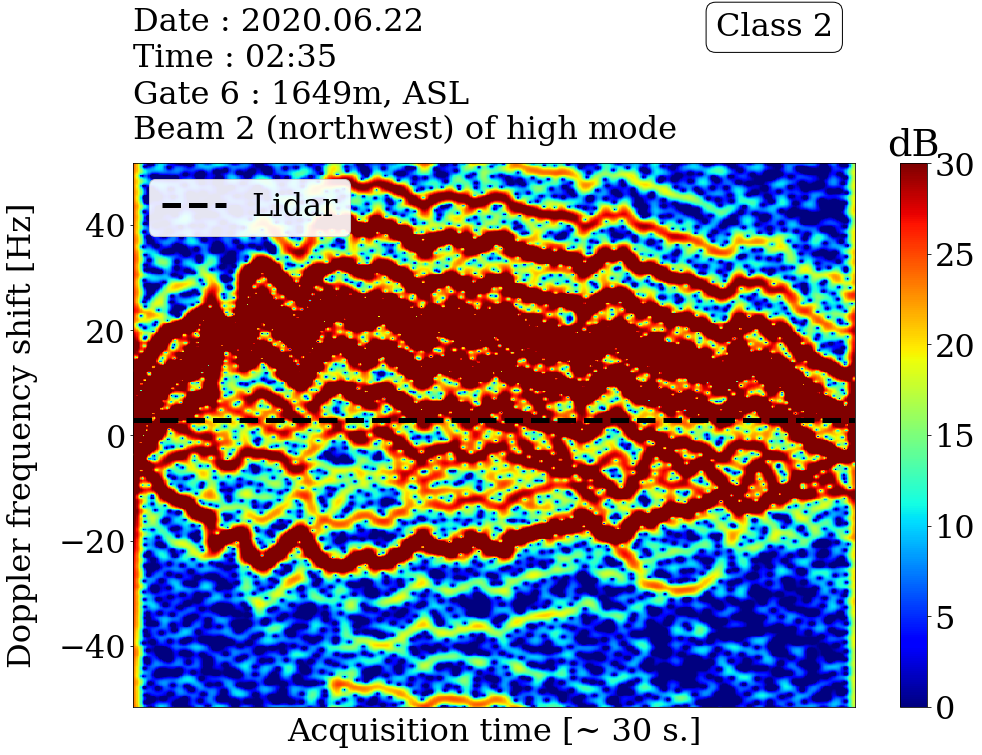 Date : 2020.06.22
Time : 02:35
Gate 6 : 1649m, ASL
Beam 2 (northwest) of high mode
Class 2
dB
Lidar
Doppler frequency shift [Hz]
40
20
0
−20
−40
30
25
20
15
10
5
0
Acquisition time [~ 30 s.]